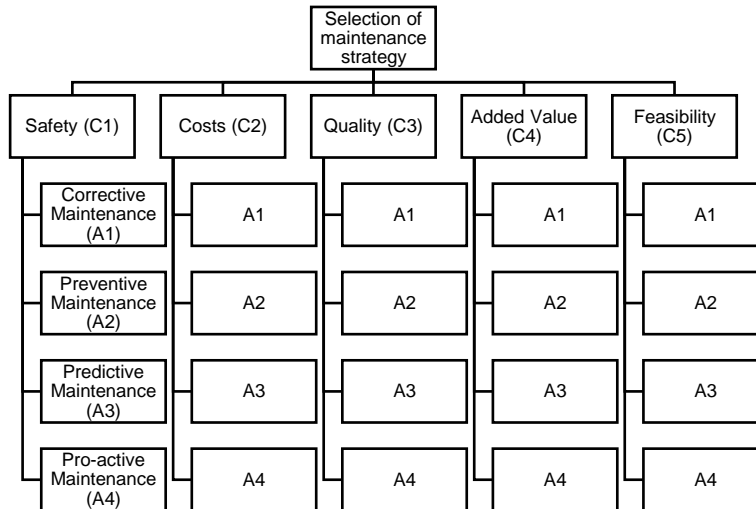 Selection of
maintenance
strategy
Safety (C1)
Costs (C2)
Quality (C3)
Added Value
(C4)
Feasibility
(C5)
Corrective
Maintenance
(A1)
A1
A1
A1
A1
Preventive
Maintenance
(A2)
A2
A2
A2
A2
Predictive
Maintenance
(A3)
A3
A3
A3
A3
Pro-active
Maintenance
(A4)
A4
A4
A4
A4